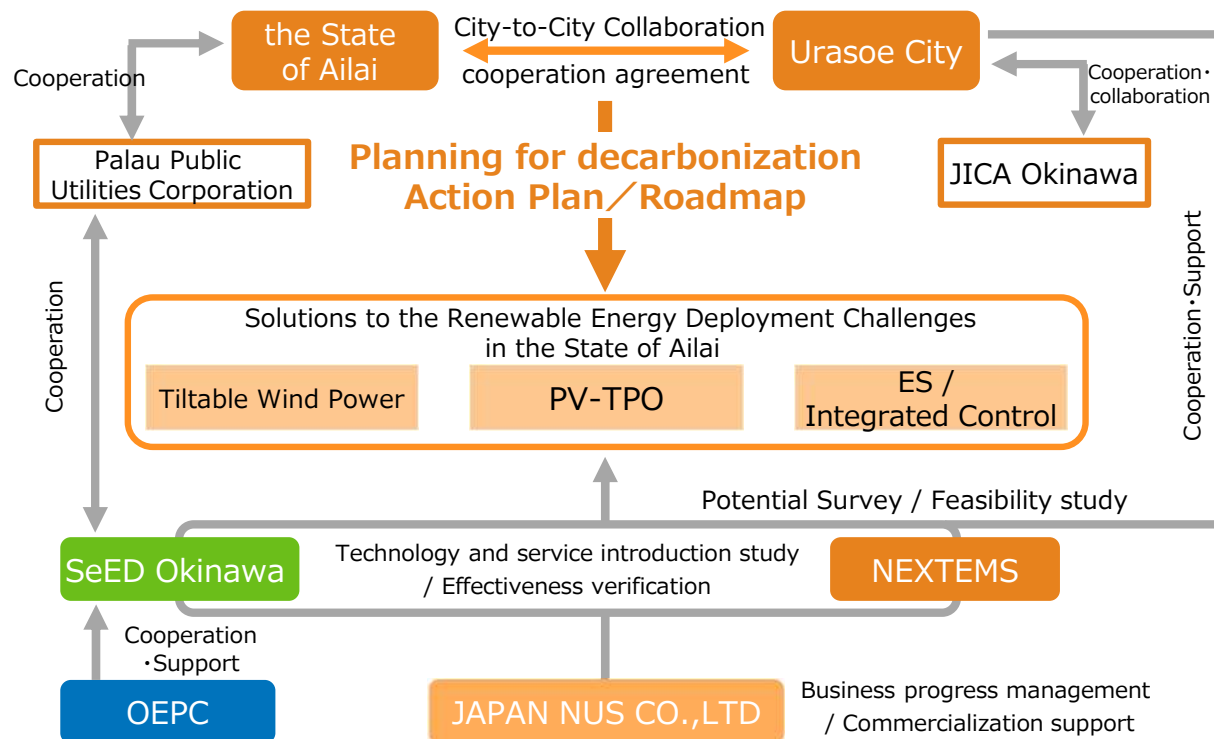 the State
of Ailai
City-to-City Collaboration
cooperation agreement
Urasoe City
Cooperation
Cooperation・
collaboration
Palau Public
Utilities Corporation
Planning for decarbonization
Action Plan／Roadmap
JICA Okinawa
Cooperation
Cooperation・Support
Solutions to the Renewable Energy Deployment Challenges
in the State of Ailai
Tiltable Wind Power
PV-TPO
ES /
Integrated Control
Potential Survey / Feasibility study
SeED Okinawa
Technology and service introduction study
/ Effectiveness verification
NEXTEMS
Cooperation
・Support
OEPC
JAPAN NUS CO.,LTD
Business progress management
/ Commercialization support